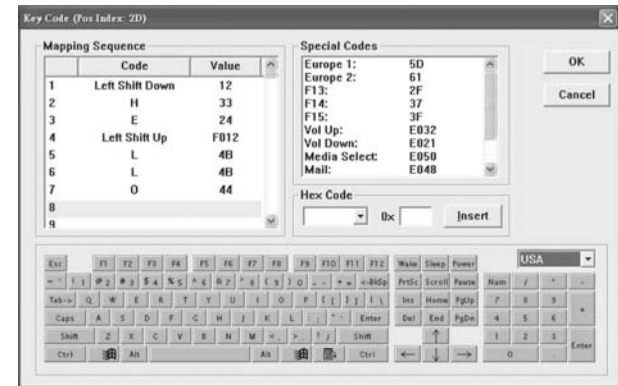 Key Code (Pos Index: 2D)
Mapping Sequence
Code Value
1 Left Shift Down 12
2 H 33
3 E 24
4 Left Shift Up F012
5 L 4B
6 L 4B
7 O 44
8
9
Special Codes
Europe 1: 5D
Europe 2: 61
F13: 2F
F14: 37
F15: 3F
Vol Up: E032
Vol Down: E021
Media Select: E050
Mail: E048
Hex Code
0x Insert
OK
Cancel
USA
Esc F1 F2 F3 F4 F5 F6 F7 F8 F9 F10 F11 F12 Wake Sleep Power
<-BkSp PrtSc Scroll Pause Num / * -
Tab-> Q W E R T Y U I O P [ { ] } \ Ins Home PgUp 7 8 9 +
Caps A S D F G H J K L ; : " ' Enter Del End PgDn 4 5 6
Shift Z X C V B N M < , > . ? / Shift ↑ 1 2 3 Enter
Ctrl Alt Alt Ctrl ← ↓ → 0 .